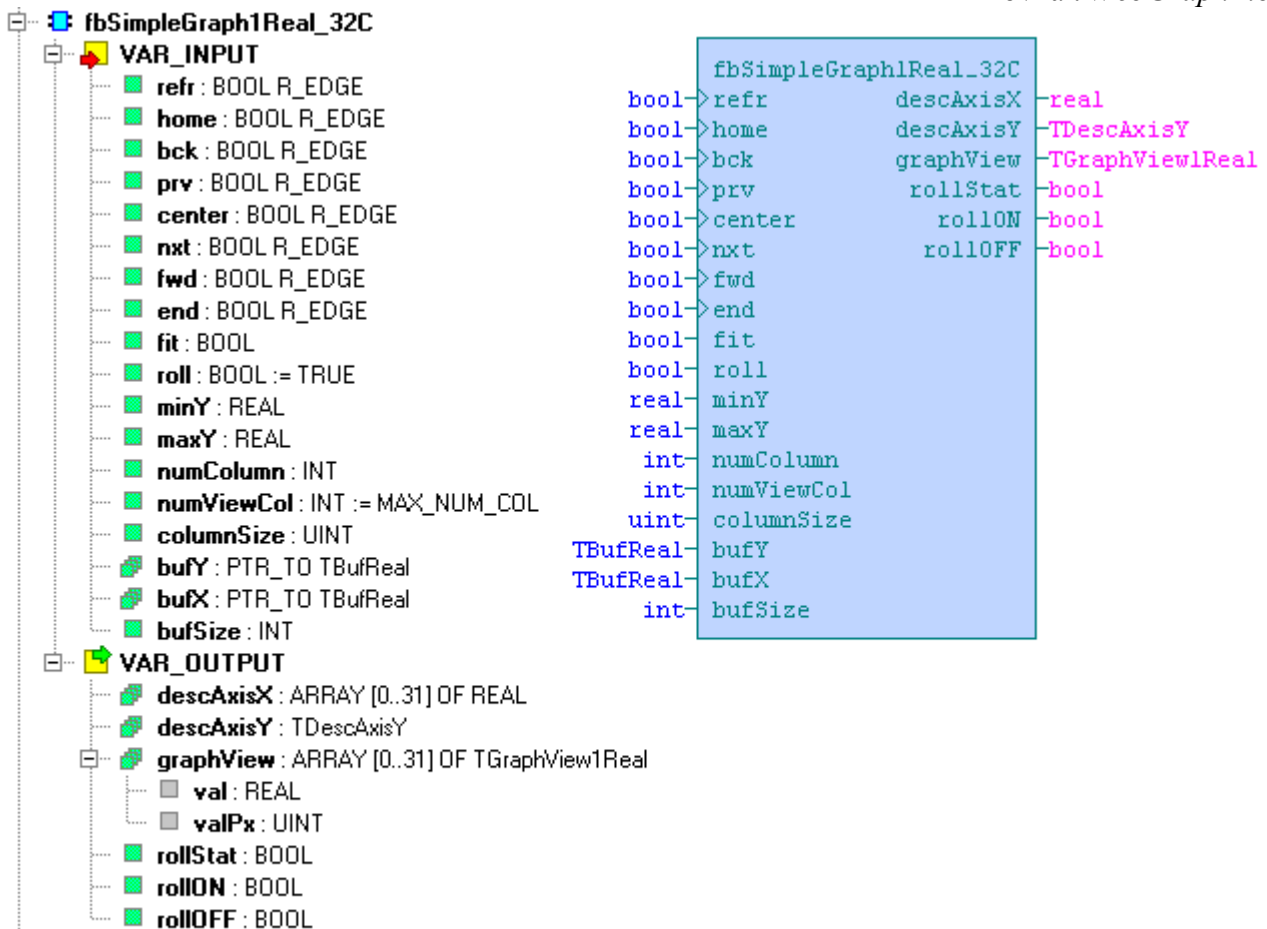 fbSimpleGraph1Real_32C
VAR_INPUT
refr : BOOL R_EDGE
home : BOOL R_EDGE
bck : BOOL R_EDGE
prv : BOOL R_EDGE
center : BOOL R_EDGE
nxt : BOOL R_EDGE
fwd : BOOL R_EDGE
end : BOOL R_EDGE
fit : BOOL
roll : BOOL := TRUE
minY : REAL
maxY : REAL
numColumn : INT
numViewCol : INT := MAX_NUM_COL
columnSize : UINT
bufY : PTR_TO TBufReal
bufX : PTR_TO TBufReal
bufSize : INT
VAR_OUTPUT
descAxisX : ARRAY [0..31] OF REAL
descAxisY : TDescAxisY
graphView : ARRAY [0..31] OF TGraphView1Real
val : REAL
valPx : UINT
rollStat : BOOL
rollON : BOOL
rollOFF : BOOL
fbSimpleGraph1Real_32C
bool refr descAxisX real
bool home descAxisY TDescAxisY
bool bck graphView TGraphView1Real
bool prv rollStat bool
bool center rollON bool
bool nxt rollOFF bool
bool fwd
bool end
bool fit
bool roll
real minY
real maxY
int numColumn
int numViewCol
uint columnSize
TBufReal bufY
TBufReal bufX
int bufSize